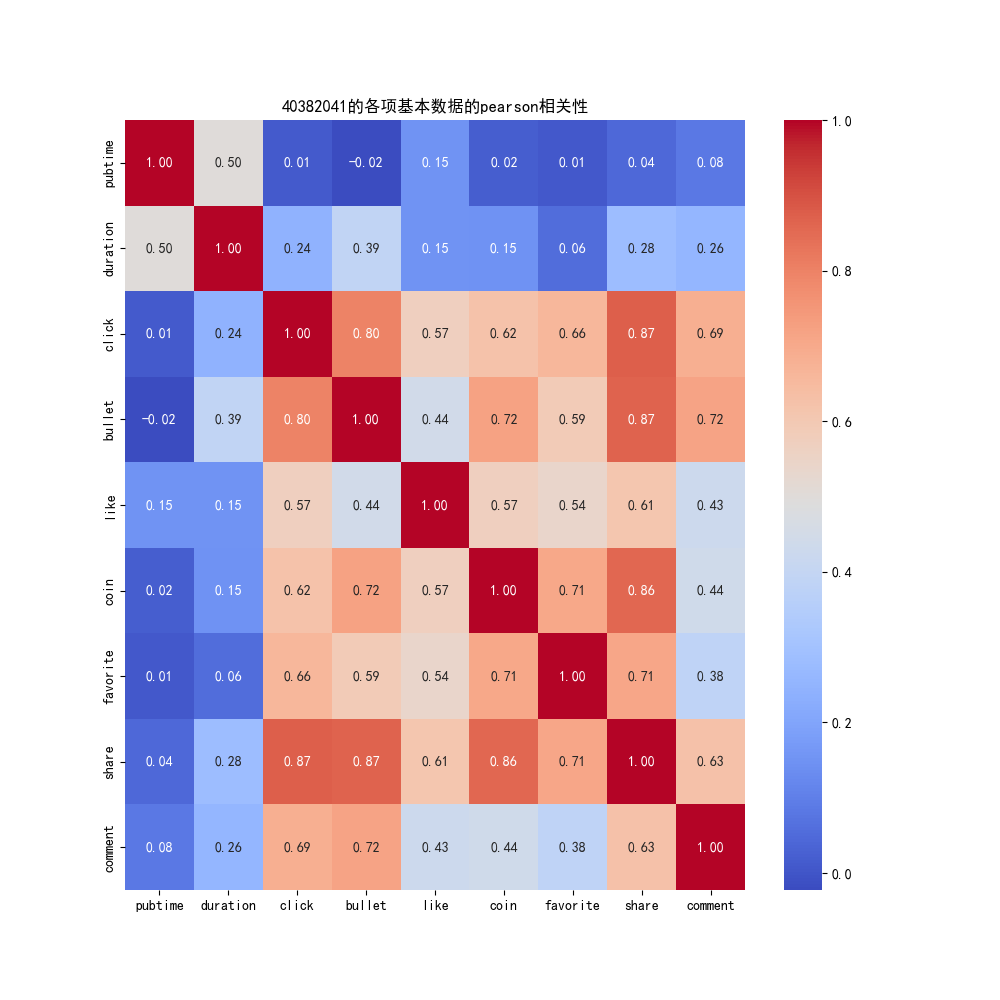 40382041的各项基本数据的pearson相关性
pubtime 1.00 0.50 0.01 -0.02 0.15 0.02 0.01 0.04 0.08
duration 0.50 1.00 0.24 0.39 0.15 0.15 0.06 0.28 0.26
click 0.01 0.24 1.00 0.80 0.57 0.62 0.66 0.87 0.69
bullet -0.02 0.39 0.80 1.00 0.44 0.72 0.59 0.87 0.72
like 0.15 0.15 0.57 0.44 1.00 0.57 0.54 0.61 0.43
coin 0.02 0.15 0.62 0.72 0.57 1.00 0.71 0.86 0.44
favorite 0.01 0.06 0.66 0.59 0.54 0.71 1.00 0.71 0.38
share 0.04 0.28 0.87 0.87 0.61 0.86 0.71 1.00 0.63
comment 0.08 0.26 0.69 0.72 0.43 0.44 0.38 0.63 1.00
pubtime duration click bullet like coin favorite share comment
1.0
0.8
0.6
0.4
0.2
0.0